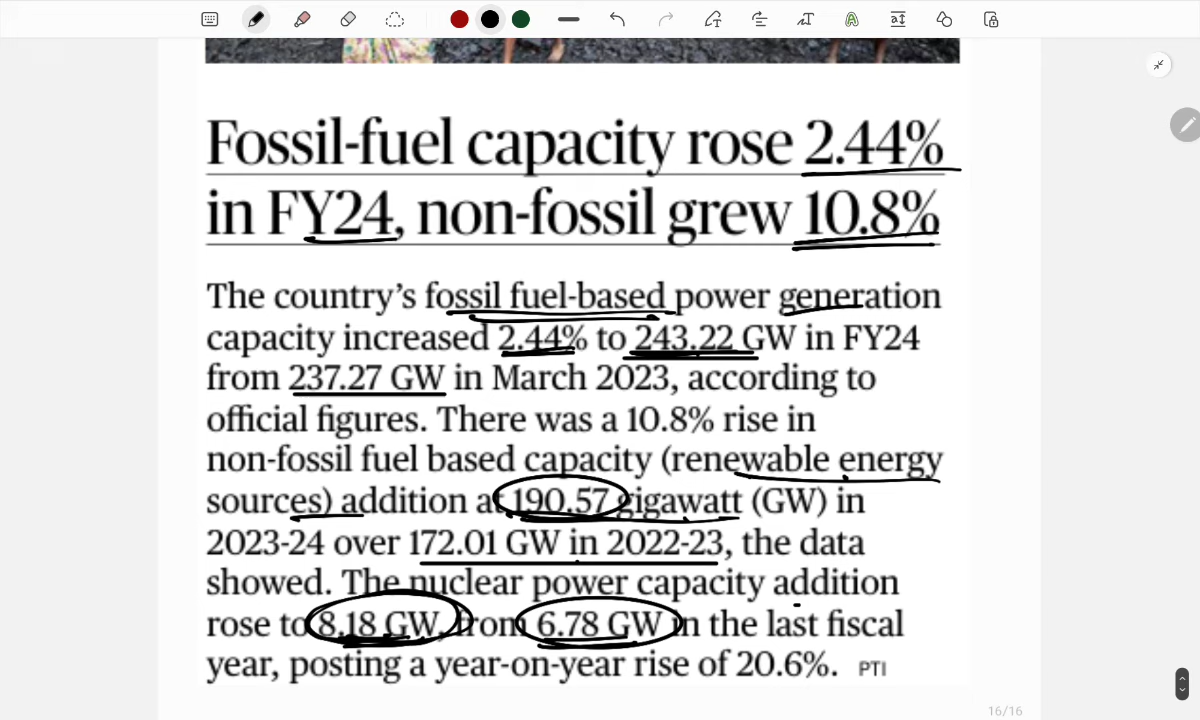 Fossil-fuel capacity rose 2.44%
in FY24, non-fossil grew 10.8%
The country’s fossil fuel-based power generation
capacity increased 2.44% to 243.22 GW in FY24
from 237.27 GW in March 2023, according to
official figures. There was a 10.8% rise in
non-fossil fuel based capacity (renewable energy
sources) addition at 190.57 gigawatt (GW) in
2023-24 over 172.01 GW in 2022-23, the data
showed. The nuclear power capacity addition
rose to 8.18 GW, from 6.78 GW in the last fiscal
year, posting a year-on-year rise of 20.6%. PTI
16/16